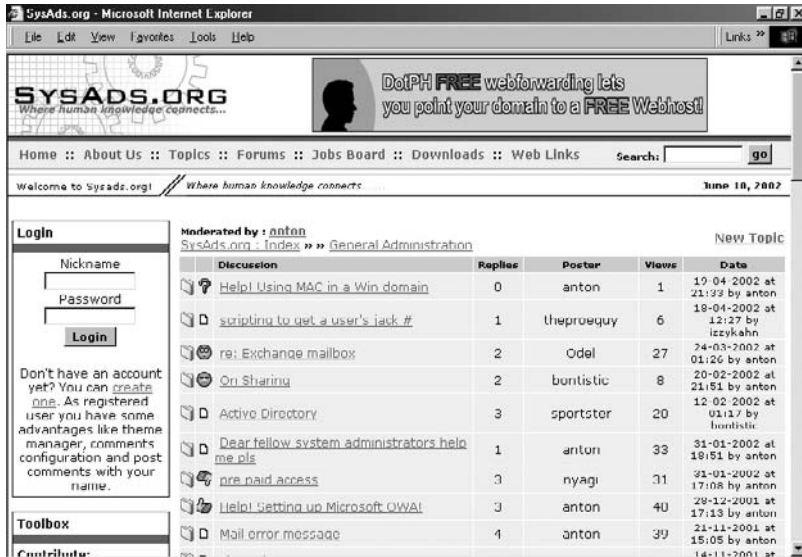 SysAds.org - Microsoft Internet Explorer
File Edit View Favorites Tools Help Links »
SYSADS.ORG
Where human knowledge connects...
DotPH FREE webforwarding lets
you point your domain to a FREE Webhost!
Home :: About Us :: Topics :: Forums :: Jobs Board :: Downloads :: Web Links Search: go
Welcome to Sysads.org! Where human knowledge connects..... June 10, 2002
Login
Nickname
Password
Login
Don't have an account
yet? You can create
one. As registered
user you have some
advantages like theme
manager, comments
configuration and post
comments with your
name.
Toolbox
Contribute:
Moderated by : anton
SysAds.org : Index »» General Administration
New Topic
Discussion Replies Poster Views Date
Help! Using MAC in a Win domain 0 anton 1 19-04-2002 at
21:33 by anton
scripting to get a user's jack # 1 theproeguy 6 18-04-2002 at
12:27 by
izzykahn
re: Exchange mailbox 2 Odel 27 24-03-2002 at
01:26 by anton
On Sharing 2 bontistic 8 20-02-2002 at
21:51 by anton
Active Directory 3 sportster 20 12-02-2002 at
01:17 by
bontistic
Dear fellow system administrators help
me pls 1 anton 33 31-01-2002 at
18:51 by anton
pre paid access 3 nyagi 31 31-01-2002 at
17:08 by anton
Help! Setting up Microsoft OWA! 3 anton 40 28-12-2001 at
17:13 by anton
Mail error message 4 anton 39 21-11-2001 at
15:05 by anton
14-11-2001 at